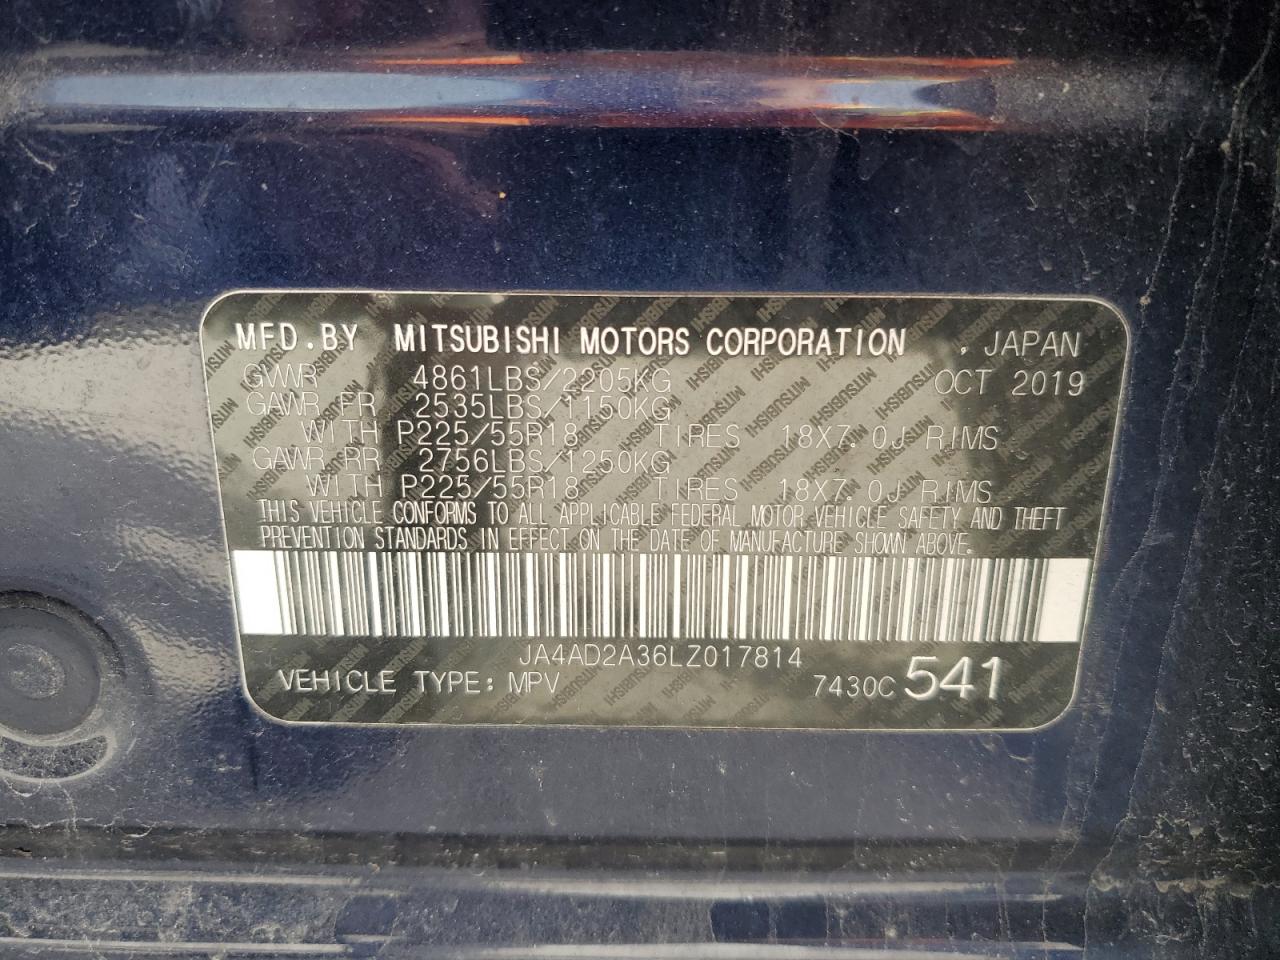 MFD.BY MITSUBISHI MOTORS CORPORATION , JAPAN
GVWR 4861LBS/2205KG OCT 2019
GAWR FR 2535LBS/1150KG
WITH P225/55R18 TIRES 18X7.0J RIMS
GAWR RR 2756LBS/1250KG
WITH P225/55R18 TIRES 18X7.0J RIMS
THIS VEHICLE CONFORMS TO ALL APPLICABLE FEDERAL MOTOR VEHICLE SAFETY AND THEFT
PREVENTION STANDARDS IN EFFECT ON THE DATE OF MANUFACTURE SHOWN ABOVE.
JA4AD2A36LZ017814
VEHICLE TYPE: MPV 7430C 541